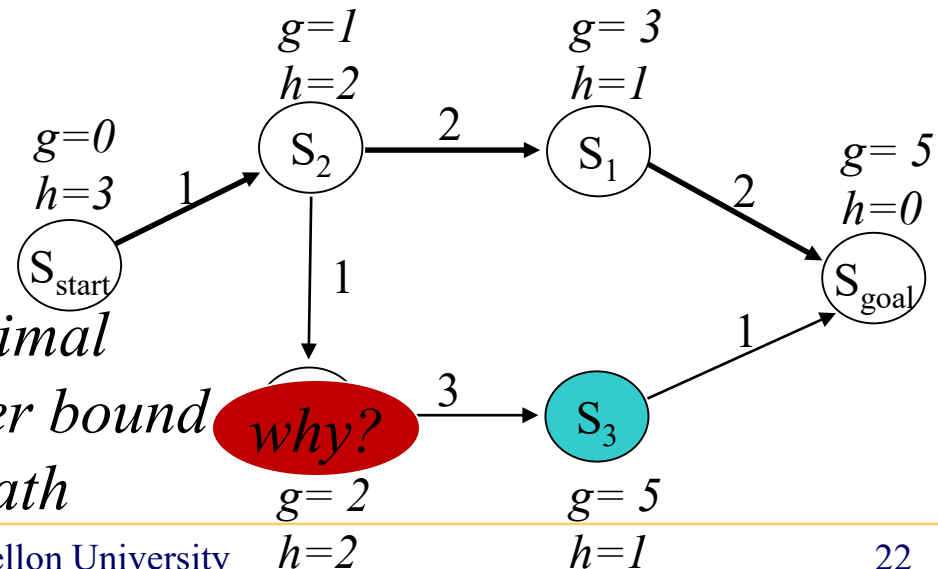 g=1
g= 3
h=2
h=1
g=0
h=3
g= 5
h=0
1
S2
2
S1
2
Sstart
1
Sgoal
imal
1
er bound
why?
3
S3
ath
g= 2
g= 5
ellon University
h=2
h=1
22